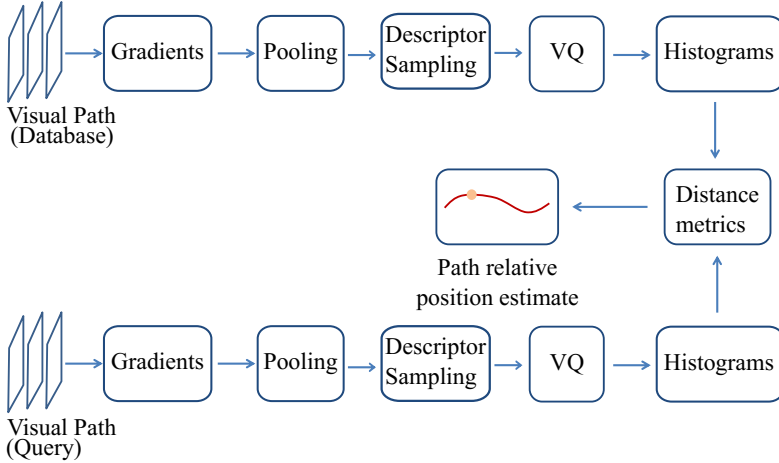 Gradients
Pooling
Descriptor
Sampling
VQ
Histograms
Visual Path
(Database)
Distance
metrics
Path relative
position estimate
Gradients
Pooling
Descriptor
Sampling
VQ
Histograms
Visual Path
(Query)